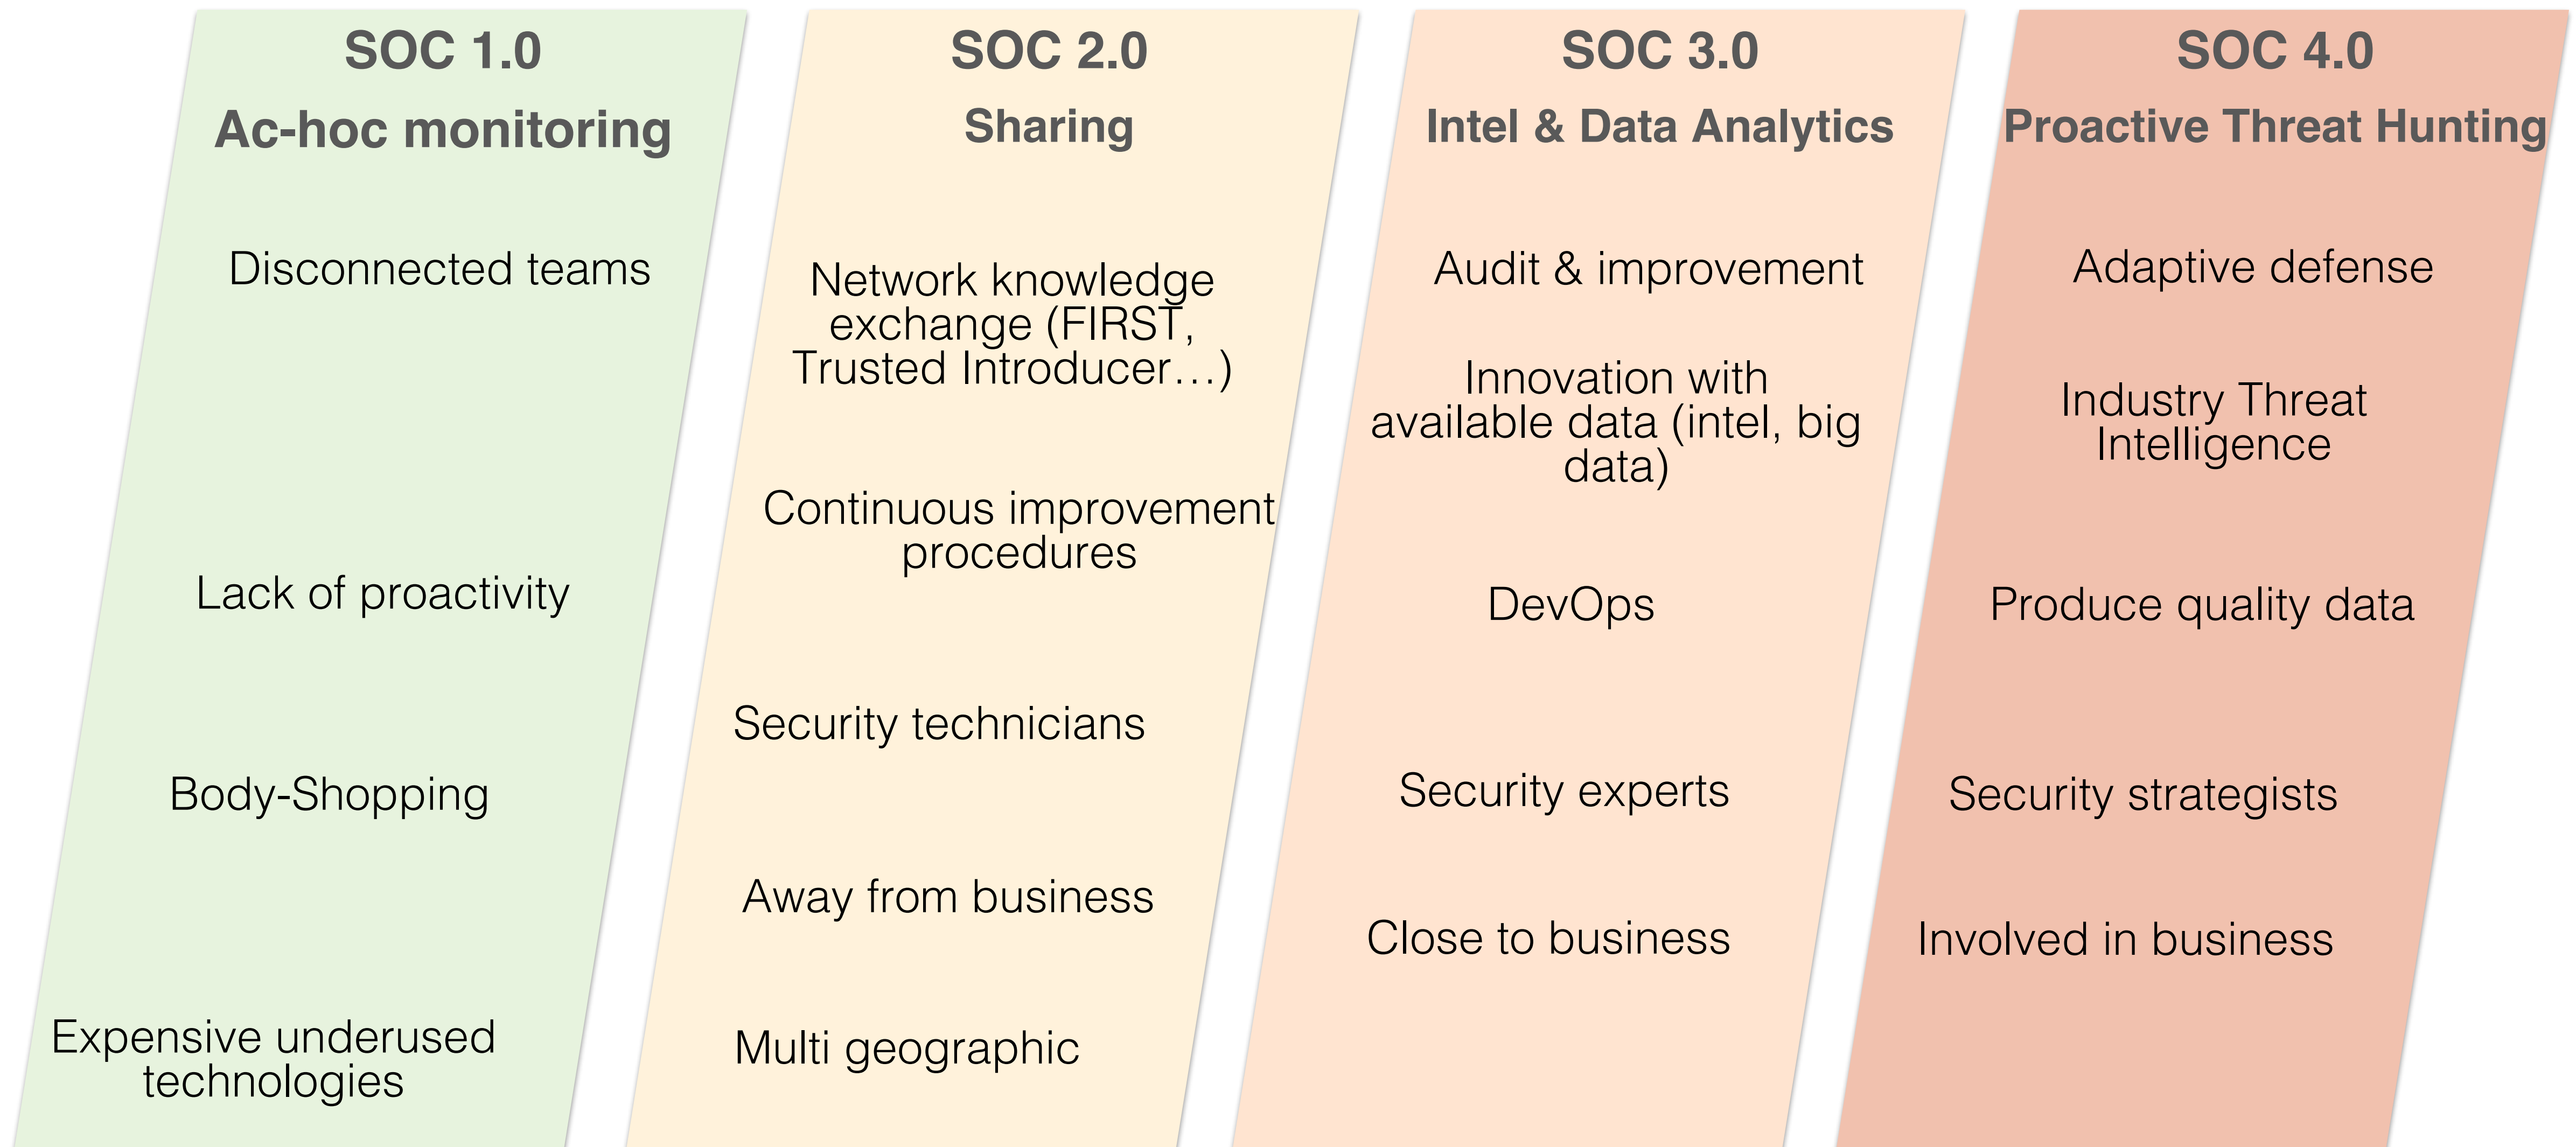 SOC 1.0
Ac-hoc monitoring
Disconnected teams
Lack of proactivity
Body-Shopping
Expensive underused
technologies
SOC 2.0
Sharing
Network knowledge
exchange (FIRST,
Trusted Introducer…)
Continuous improvement
procedures
Security technicians
Away from business
Multi geographic
SOC 3.0
Intel & Data Analytics
Audit & improvement
Innovation with
available data (intel, big
data)
DevOps
Security experts
Close to business
SOC 4.0
Proactive Threat Hunting
Adaptive defense
Industry Threat
Intelligence
Produce quality data
Security strategists
Involved in business